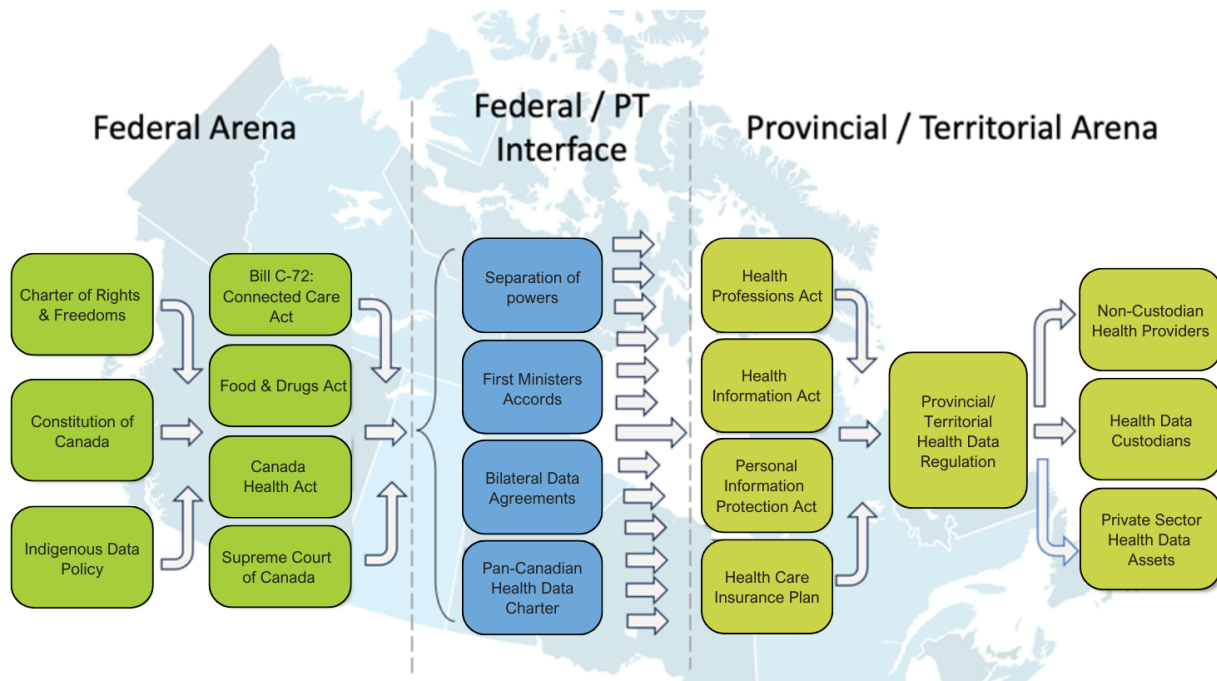 Federal Arena
Federal / PT
Interface
Provincial / Territorial Arena
Charter of Rights
& Freedoms
Constitution of
Canada
Indigenous Data
Policy
Bill C-72:
Connected Care
Act
Food & Drugs Act
Canada
Health Act
Supreme Court
of Canada
Separation of
powers
First Ministers
Accords
Bilateral Data
Agreements
Pan-Canadian
Health Data
Charter
Health
Professions Act
Health
Information Act
Personal
Information
Protection Act
Health Care
Insurance Plan
Provincial/
Territorial
Health Data
Regulation
Non-Custodian
Health Providers
Health Data
Custodians
Private Sector
Health Data
Assets